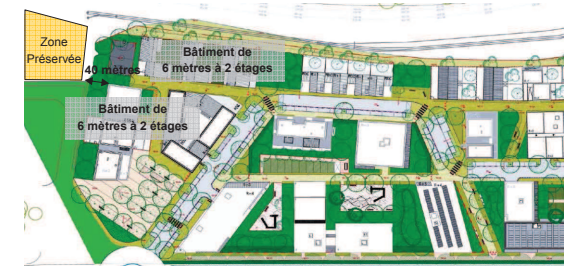 Zone
Préservée
40 mètres
Bâtiment de
6 mètres à 2 étages
Bâtiment de
6 mètres à 2 étages